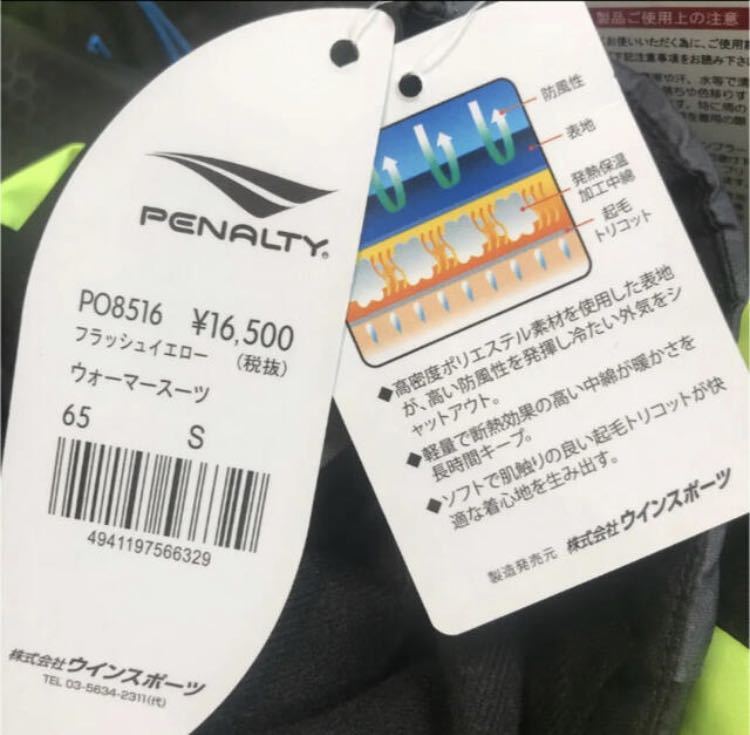 PENALTY
PO8516 ¥16,500
フラッシュイエロー (税抜)
ウォーマースーツ
65 S
4941197566329
株式会社ウインスポーツ
TEL 03-5634-2311(代)
防風性
表地
発熱保温
加工中綿
起毛
トリコット
◆高密度ポリエステル素材を使用した表地
が、高い防風性を発揮し冷たい外気をシ
ャットアウト。
◆軽量で断熱効果の高い中綿が暖かさを
長時間キープ。
◆ソフトで肌触りの良い起毛トリコットが快
適な着心地を生み出す。
製造発売元 株式会社ウインスポーツ
製品ご使用上の注意